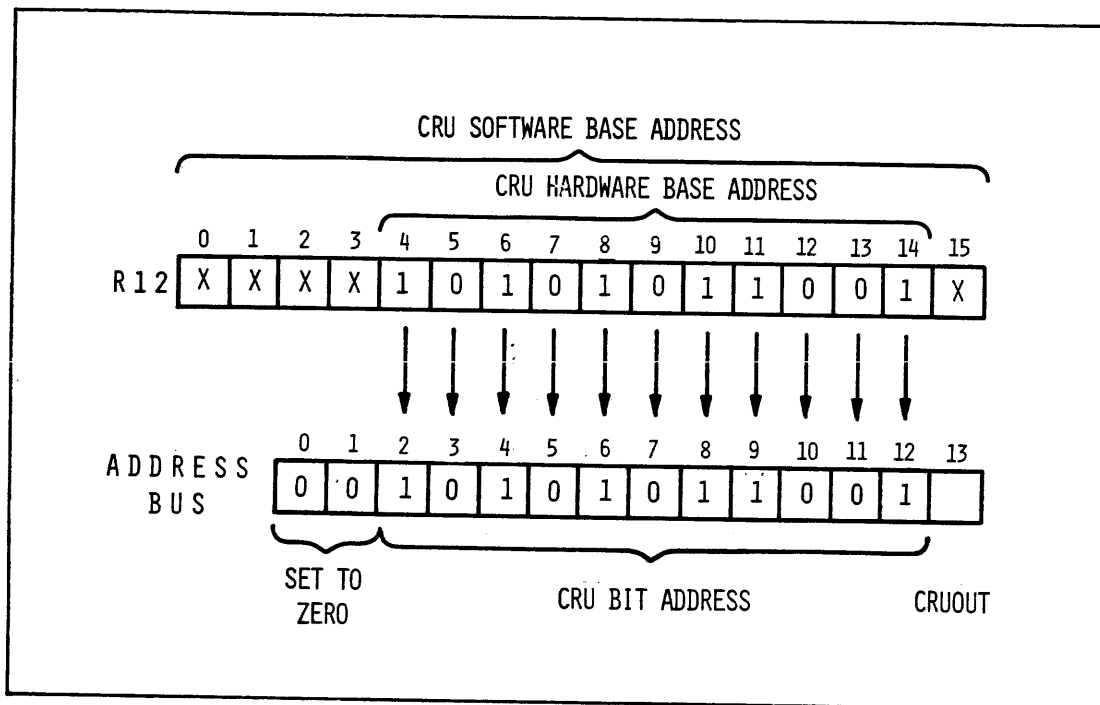 CRU SOFTWARE BASE ADDRESS
CRU HARDWARE BASE ADDRESS
0 1 2 3 4 5 6 7 8 9 10 11 12 13 14 15
R12 X X X X 1 0 1 0 1 0 1 1 0 0 1 X
0 1 2 3 4 5 6 7 8 9 10 11 12 13
ADDRESS
BUS
0 0 1 0 1 0 1 0 1 1 0 0 1
SET TO
ZERO
CRU BIT ADDRESS
CRUOUT